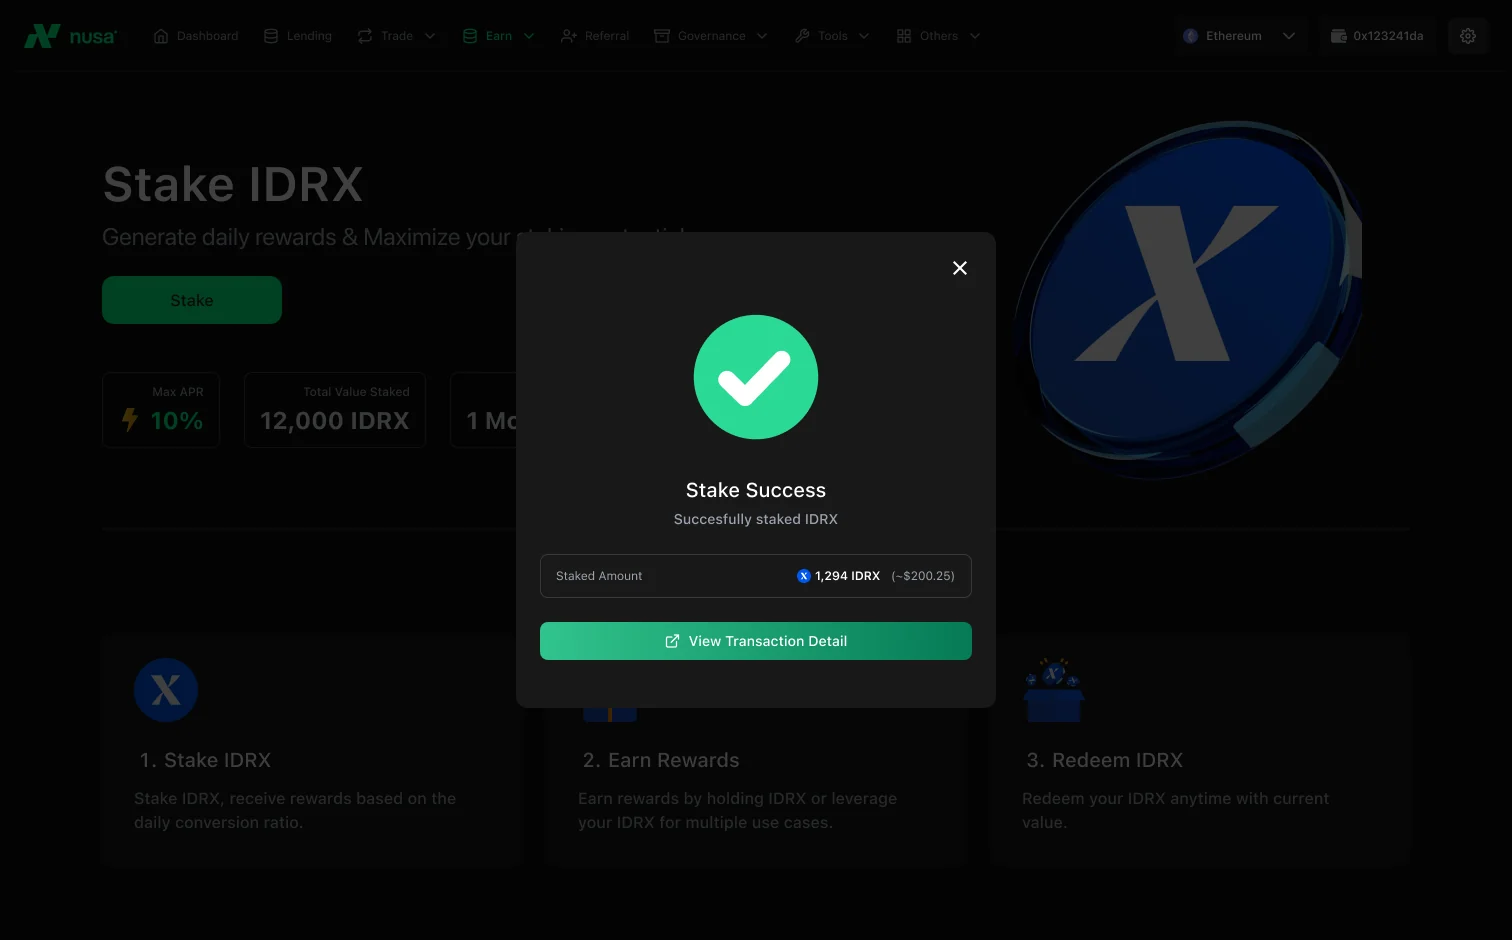 nusa
Dashboard
Lending
Trade
Earn
Referral
Governance
Tools
Others
Ethereum
0x123241da
Stake IDRX
Generate daily rewards & Maximize your
Stake
Max APR
10%
Total Value Staked
12,000 IDRX
1
Stake Success
Succesfully staked IDRX
Staked Amount
1,294 IDRX (~$200.25)
View Transaction Detail
1. Stake IDRX
Stake IDRX, receive rewards based on the
daily conversion ratio.
2. Earn Rewards
Earn rewards by holding IDRX or leverage
your IDRX for multiple use cases.
3. Redeem IDRX
Redeem your IDRX anytime with current
value.